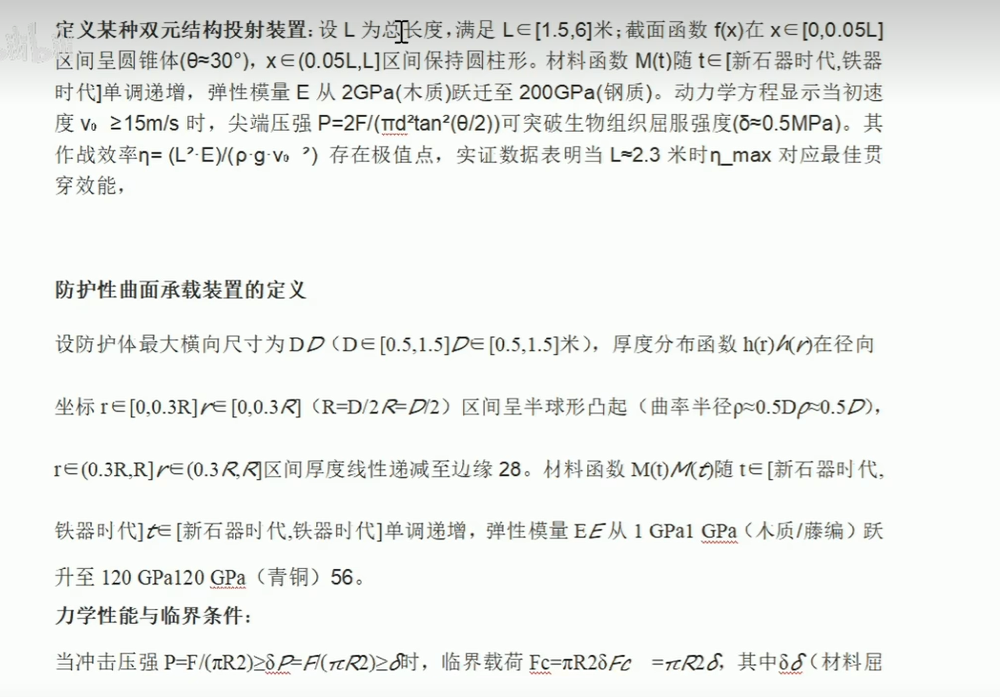 定义某种双元结构投射装置：设 L 为总长度，满足 L∈[1.5,6]米；截面函数 f(x)在 x∈[0,0.05L]
区间呈圆锥体(θ≈30°)，x∈(0.05L,L]区间保持圆柱形。材料函数 M(t)随 t∈[新石器时代,铁器
时代]单调递增，弹性模量 E 从 2GPa(木质)跃迁至 200GPa(钢质)。动力学方程显示当初速
度 v₀ ≥15m/s 时，尖端压强 P=2F/(πd²tan²(θ/2))可突破生物组织屈服强度(δ≈0.5MPa)。其
作战效率η= (L²·E)/(ρ·g·v₀ ²) 存在极值点，实证数据表明当 L≈2.3 米时η_max 对应最佳贯
穿效能，
防护性曲面承载装置的定义
设防护体最大横向尺寸为 DD（D∈[0.5,1.5]D∈[0.5,1.5]米），厚度分布函数 h(r)h(r)在径向
坐标 r∈[0,0.3R]r∈[0,0.3R]（R=D/2R=D/2）区间呈半球形凸起（曲率半径ρ≈0.5Dρ≈0.5D），
r∈(0.3R,R]r∈(0.3R,R]区间厚度线性递减至边缘 28。材料函数 M(t)M(t)随 t∈[新石器时代,
铁器时代]t∈[新石器时代,铁器时代]单调递增，弹性模量 EE 从 1 GPa1 GPa（木质/藤编）跃
升至 120 GPa120 GPa（青铜）56。
力学性能与临界条件：
当冲击压强 P=F/(πR2)≥δP=F/(πR2)≥δ时，临界载荷 Fc=πR2δFc =πR2δ，其中δδ（材料屈